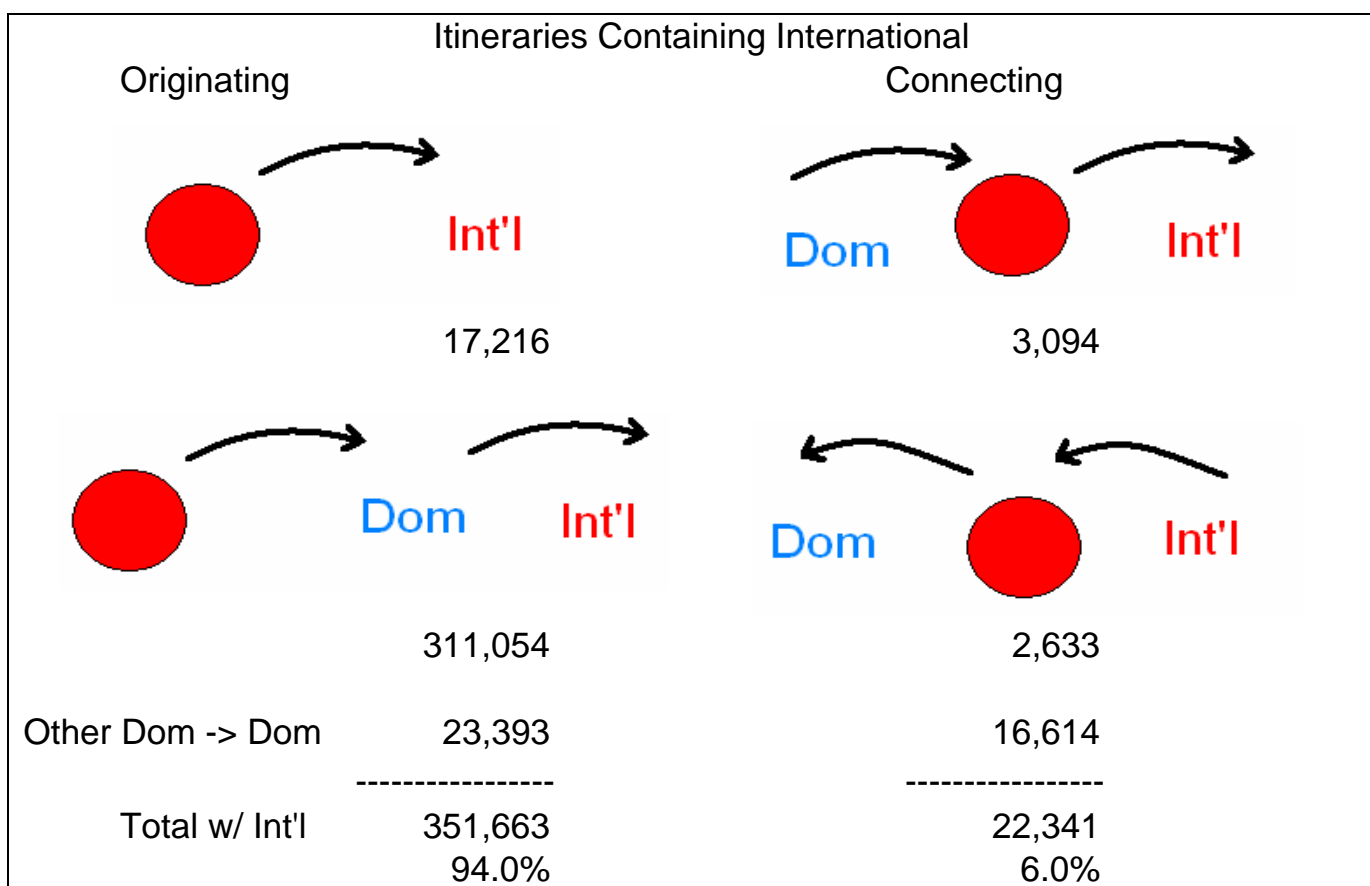 Itineraries Containing International
Originating Connecting
Int'l Dom Int'l
17,216 3,094
Dom Int'l Dom Int'l
311,054 2,633
Other Dom -> Dom 23,393 16,614
----------------- -----------------
Total w/ Int'l 351,663 22,341
94.0% 6.0%